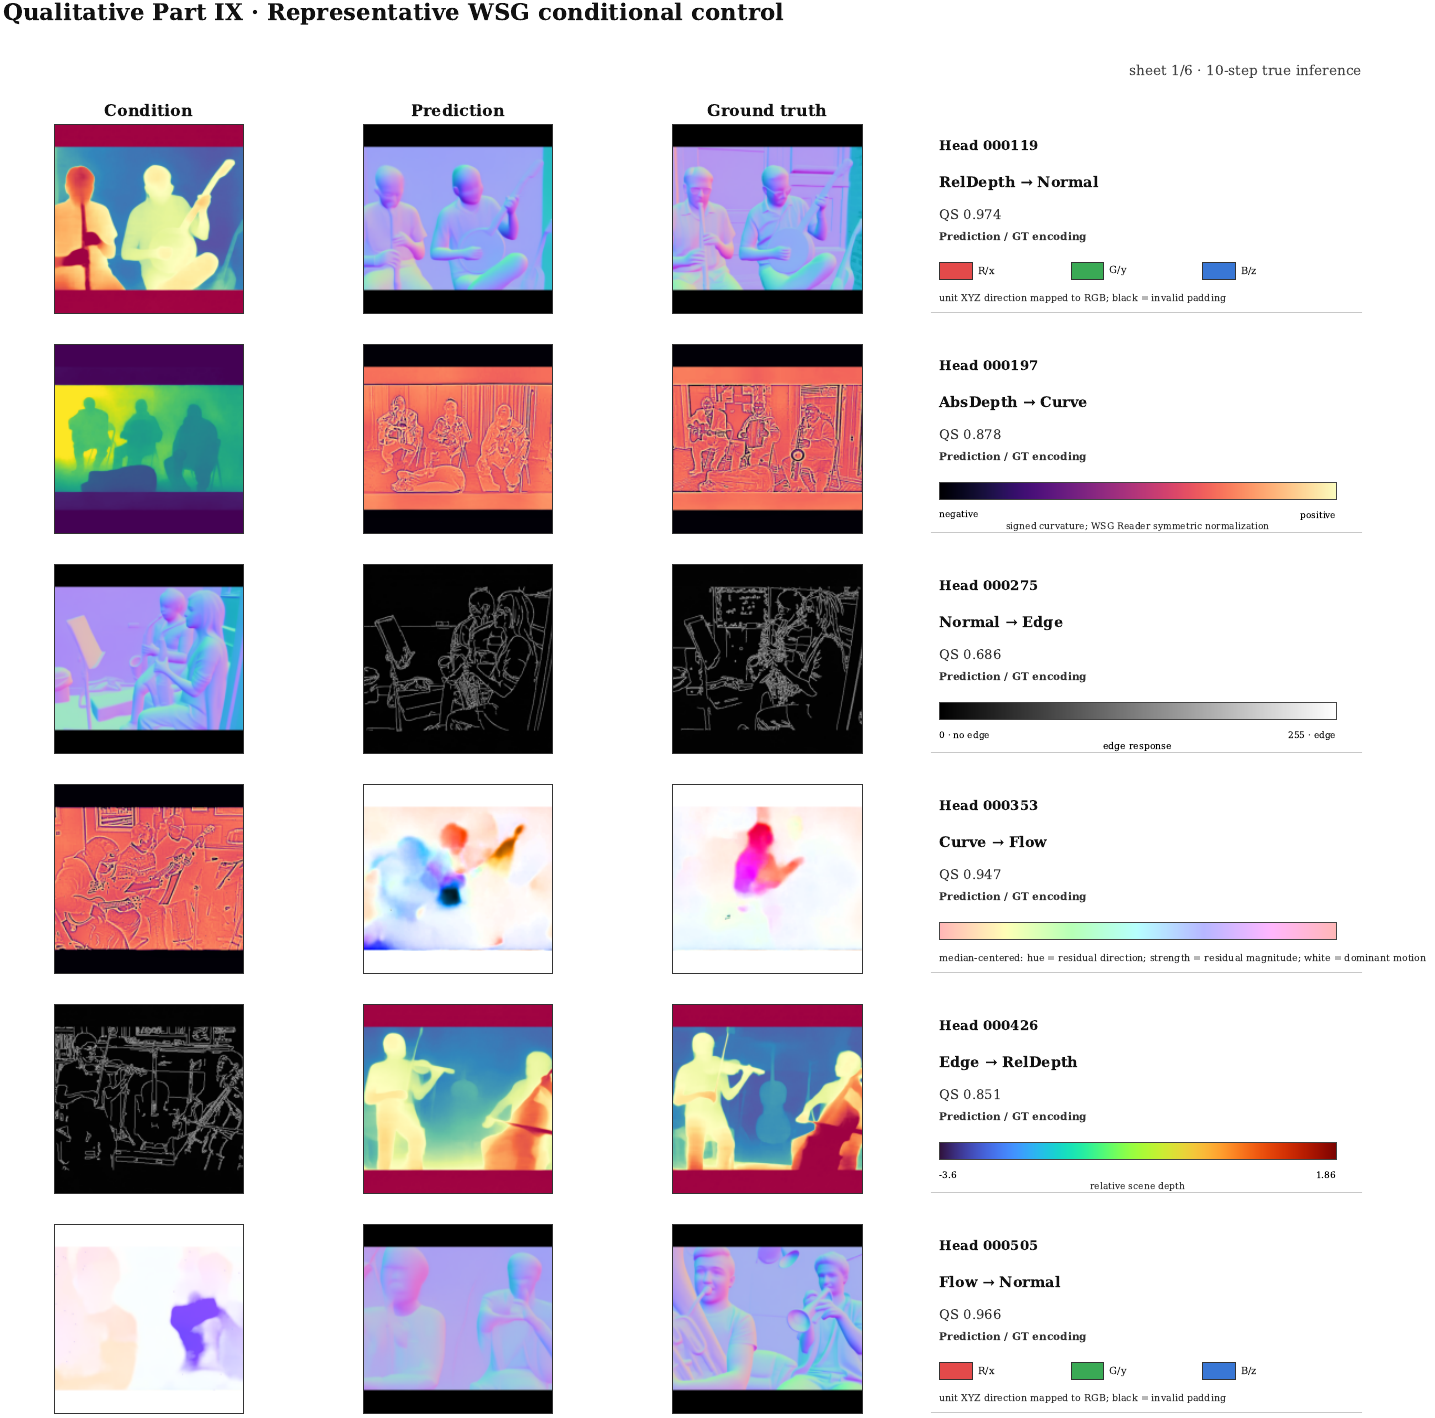 Qualitative Part IX · Representative WSG conditional control
sheet 1/6 · 10-step true inference
Condition
Prediction
Ground truth
Head 000119
RelDepth → Normal
QS 0.974
Prediction / GT encoding
R/x
G/y
B/z
unit XYZ direction mapped to RGB; black = invalid padding
Head 000197
AbsDepth → Curve
QS 0.878
Prediction / GT encoding
negative
positive
signed curvature; WSG Reader symmetric normalization
Head 000275
Normal → Edge
QS 0.686
Prediction / GT encoding
0 · no edge
255 · edge
edge response
Head 000353
Curve → Flow
QS 0.947
Prediction / GT encoding
median-centered: hue = residual direction; strength = residual magnitude; white = dominant motion
Head 000426
Edge → RelDepth
QS 0.851
Prediction / GT encoding
-3.6
1.86
relative scene depth
Head 000505
Flow → Normal
QS 0.966
Prediction / GT encoding
R/x
G/y
B/z
unit XYZ direction mapped to RGB; black = invalid padding